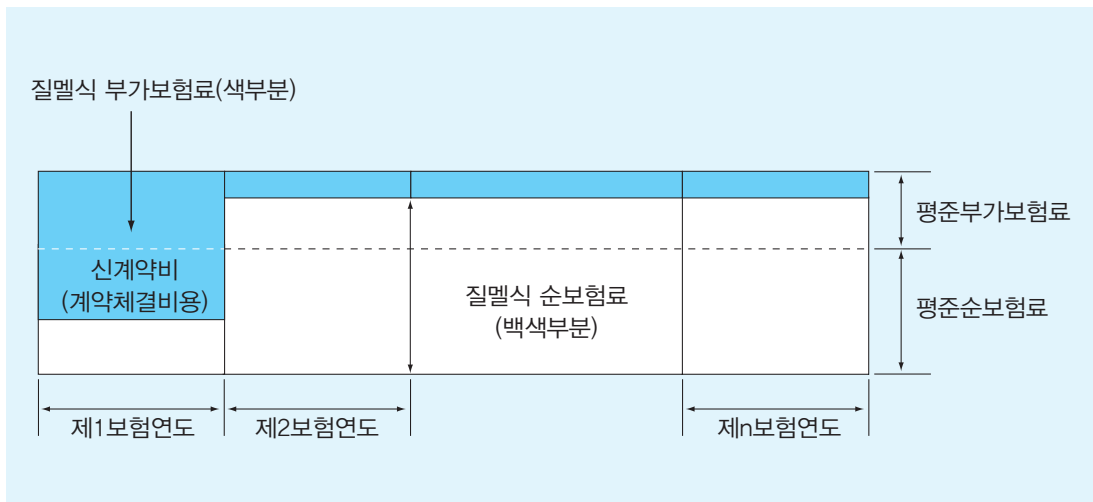 질멜식 부가보험료(색부분)
평준부가보험료
신계약비
(계약체결비용)
질멜식 순보험료
(백색부분)
평준순보험료
제1보험연도
제2보험연도
제n보험연도